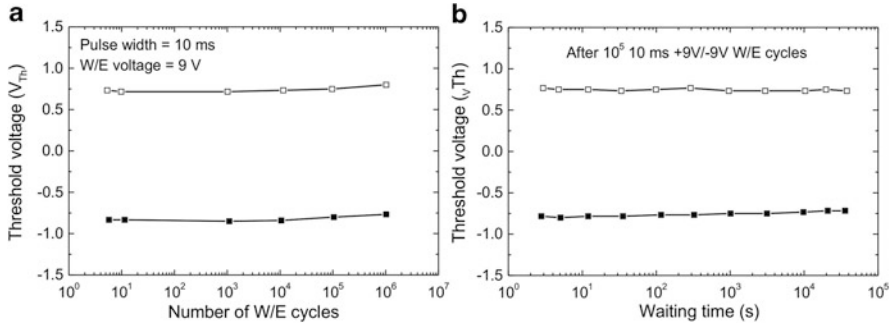 a
Pulse width = 10 ms
W/E voltage = 9 V
Threshold voltage (V_Th)
1.5
1.0
0.5
0.0
-0.5
-1.0
-1.5
10⁰ 10¹ 10² 10³ 10⁴ 10⁵ 10⁶ 10⁷
Number of W/E cycles
b
After 10⁵ 10 ms +9V/-9V W/E cycles
Threshold voltage (ᵥTh)
1.5
1.0
0.5
0.0
-0.5
-1.0
-1.5
10⁰ 10¹ 10² 10³ 10⁴ 10⁵
Waiting time (s)